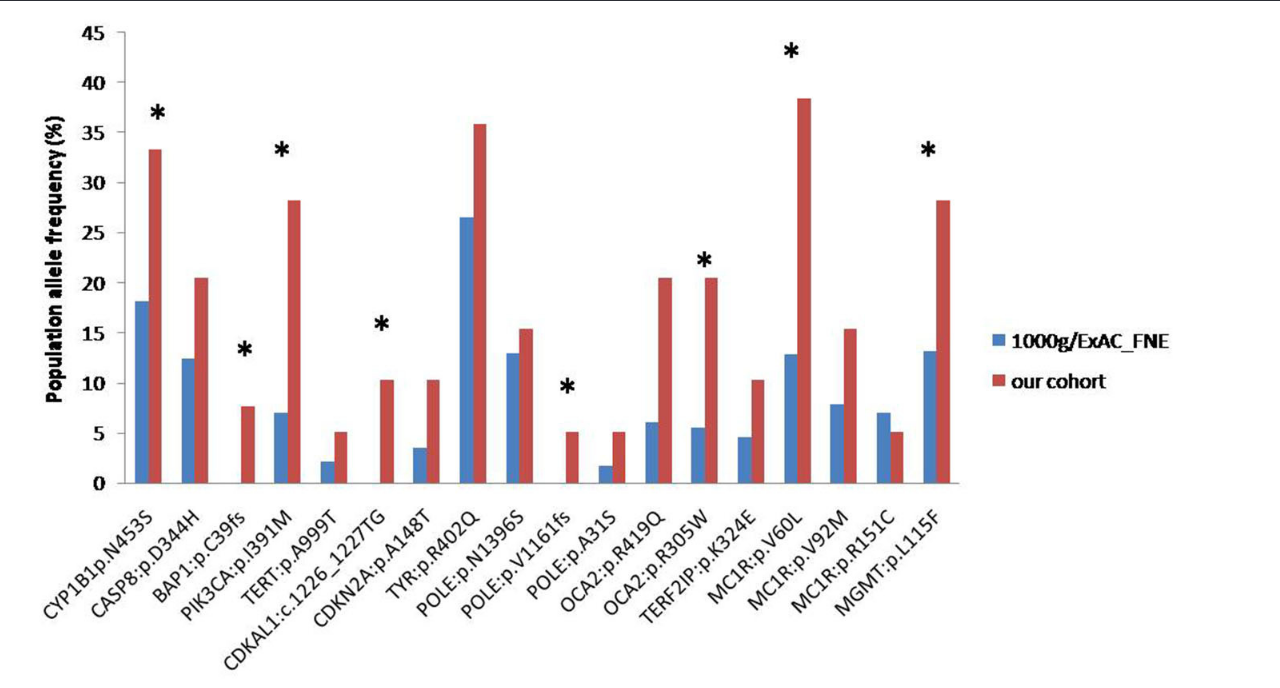 Population allele frequency (%)
45
40
35
30
25
20
15
10
5
0
*
*
*
*
*
*
*
*
CYP1B1p.N453S
CASP8:p.D344H
BAP1:p.C39fs
PIK3CA:p.I391M
TERT:p.A999T
CDKAL1:c.1226_1227TG
CDKN2A:p.A148T
TYR:p.R402Q
POLE:p.N1396S
POLE:p.V1161fs
POLE:p.A31S
OCA2:p.R419Q
OCA2:p.R305W
TERF2IP:p.K324E
MC1R:p.V60L
MC1R:p.V92M
MC1R:p.R151C
MGMT:p.L115F
1000g/ExAC_FNE
our cohort